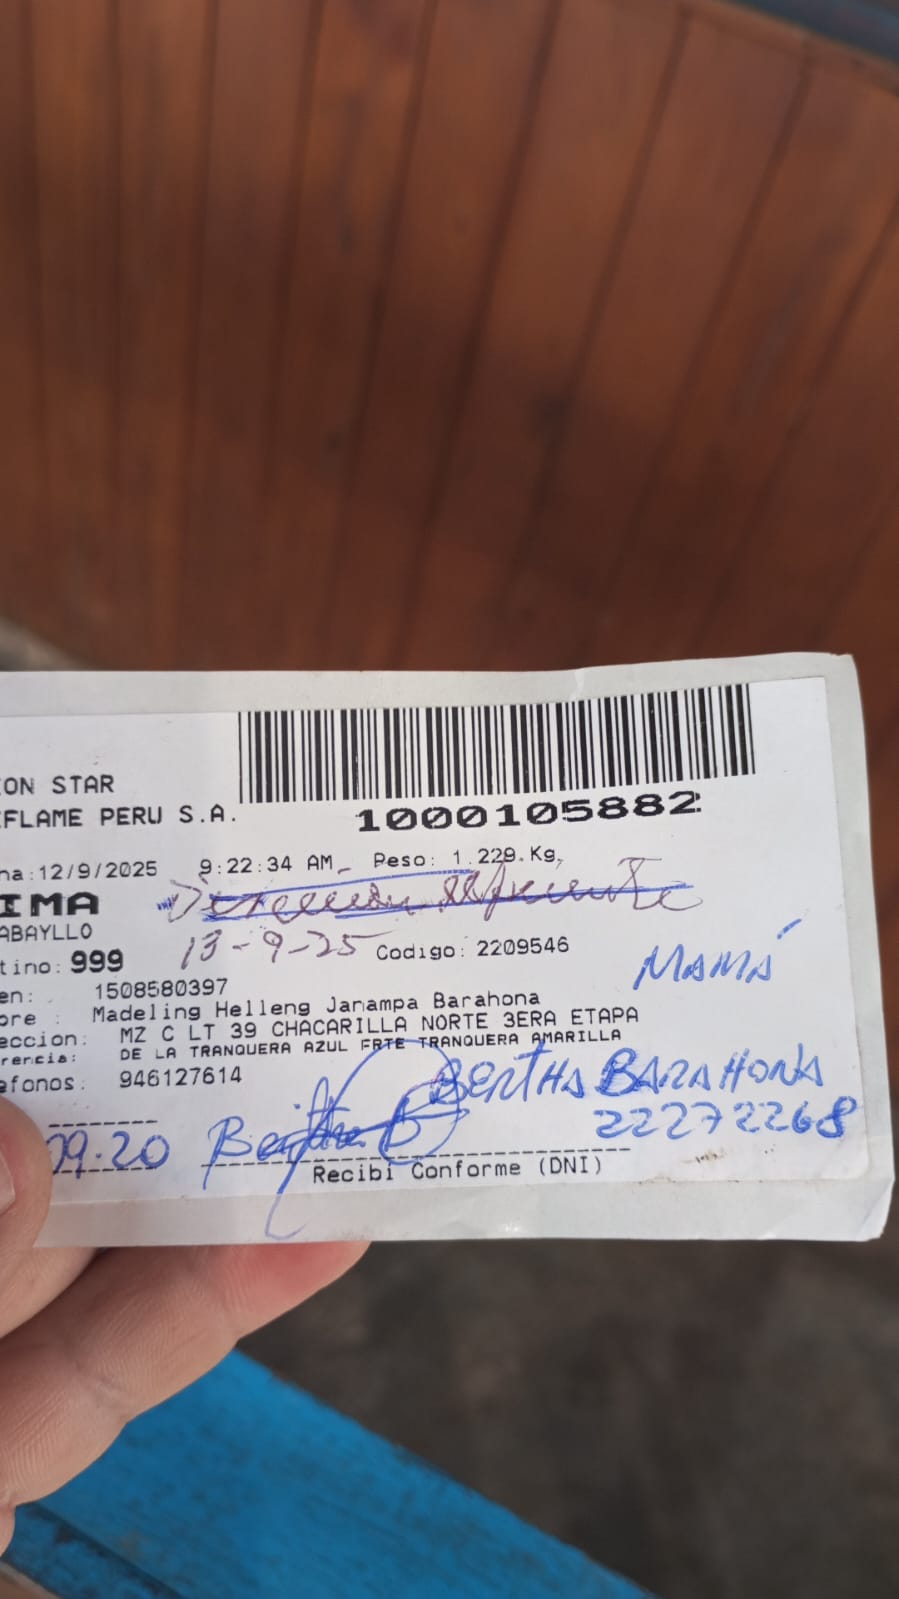 ON STAR
FLAME PERU S.A.
1000105882
na:12/9/2025 9:22:34 AM Peso: 1.229.Kg,
IMA
ABAYLLO
13-9-25 Codigo: 2209546
tino: 999
MAMÁ
en: 1508580397
ore : Madeling Helleng Janampa Barahona
eccion: MZ C LT 39 CHACARILLA NORTE 3ERA ETAPA
rencia: DE LA TRANQUERA AZUL FRTE TRANQUERA AMARILLA
efonos: 946127614
BERTHA BARAHONA
22272268
09.20 Bertha B
Recibi Conforme (DNI)